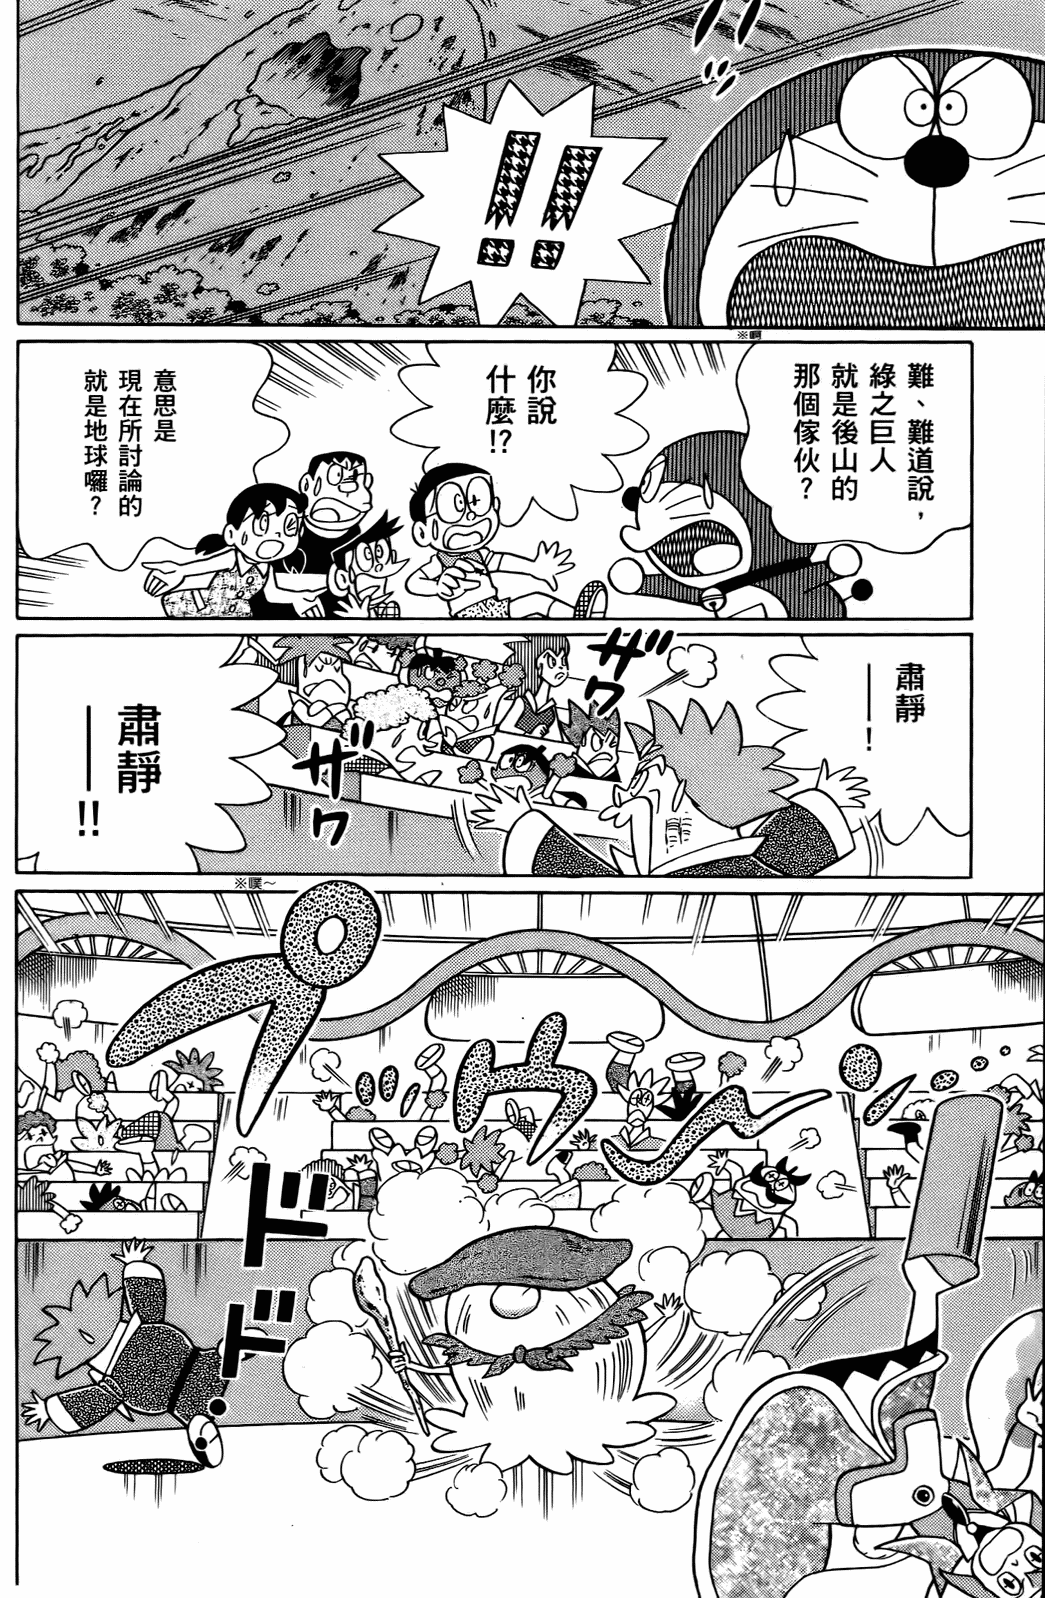 !!
※啊
難、難道說，
綠之巨人
就是後山的
那個傢伙？
你說
什麼!?
意思是
現在所討論的
就是地球囉？
肅靜
——！
ザワ
ザワ
肅靜
——!!
※噗～
プゥ～
ドド
ドド